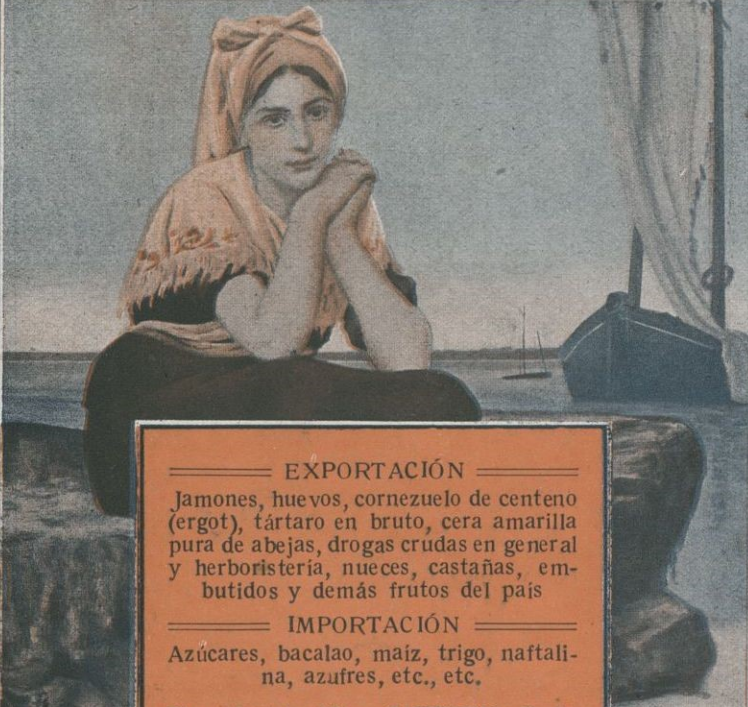 EXPORTACIÓN
Jamones, huevos, cornezuelo de centeno
(ergot), tártaro en bruto, cera amarilla
pura de abejas, drogas crudas en general
y herboristería, nueces, castañas, em-
butidos y demás frutos del país
IMPORTACIÓN
Azúcares, bacalao, maíz, trigo, naftali-
na, azufres, etc., etc.